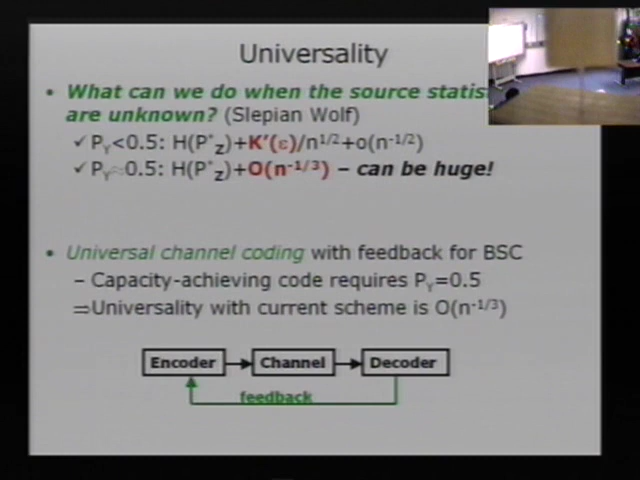 Universality
• What can we do when the source
are unknown? (Slepian Wolf)
✓ P_Y<0.5: H(P*_Z)+K'(ε)/n^1/2+o(n^-1/2)
✓ P_Y≈0.5: H(P*_Z)+O(n^-1/3) – can be huge!
• Universal channel coding with feedback for BSC
– Capacity-achieving code requires P_Y=0.5
⇒Universality with current scheme is O(n^-1/3)
Encoder Channel Decoder
feedback